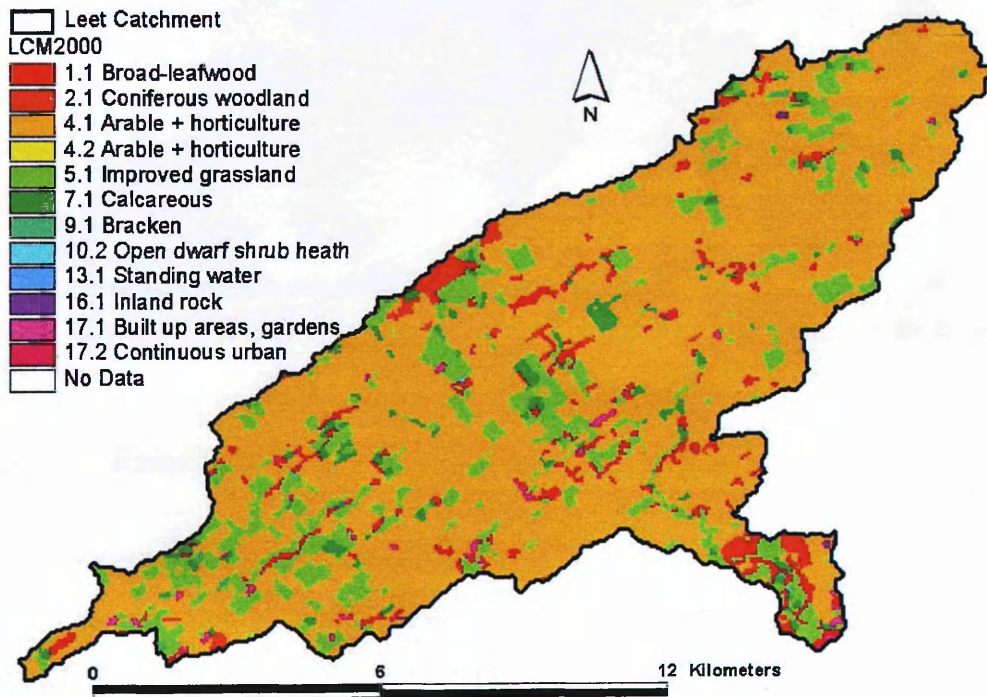 Leet Catchment
LCM2000
1.1 Broad-leafwood
2.1 Coniferous woodland
4.1 Arable + horticulture
4.2 Arable + horticulture
5.1 Improved grassland
7.1 Calcareous
9.1 Bracken
10.2 Open dwarf shrub heath
13.1 Standing water
16.1 Inland rock
17.1 Built up areas, gardens
17.2 Continuous urban
No Data
N
0 6 12 Kilometers